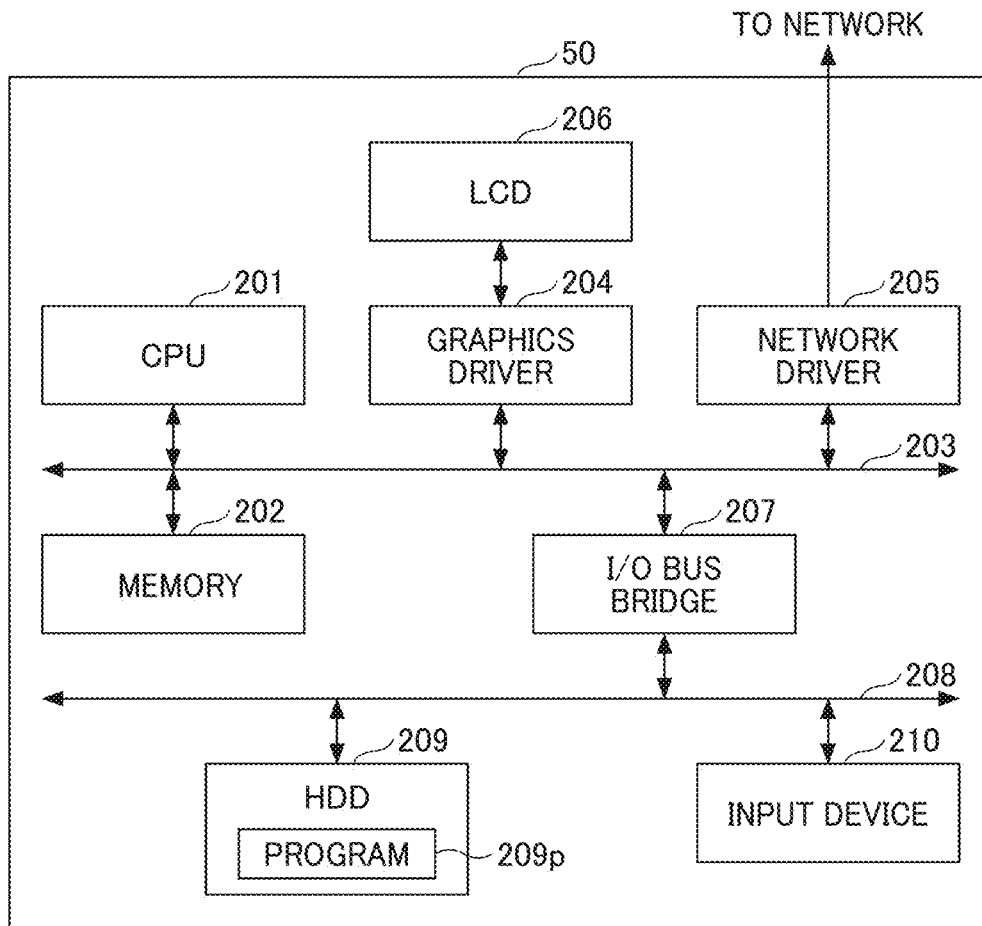 TO NETWORK
50
206
LCD
201
204
205
CPU
GRAPHICS
DRIVER
NETWORK
DRIVER
203
202
207
MEMORY
I/O BUS
BRIDGE
208
209
210
HDD
INPUT DEVICE
PROGRAM
209p